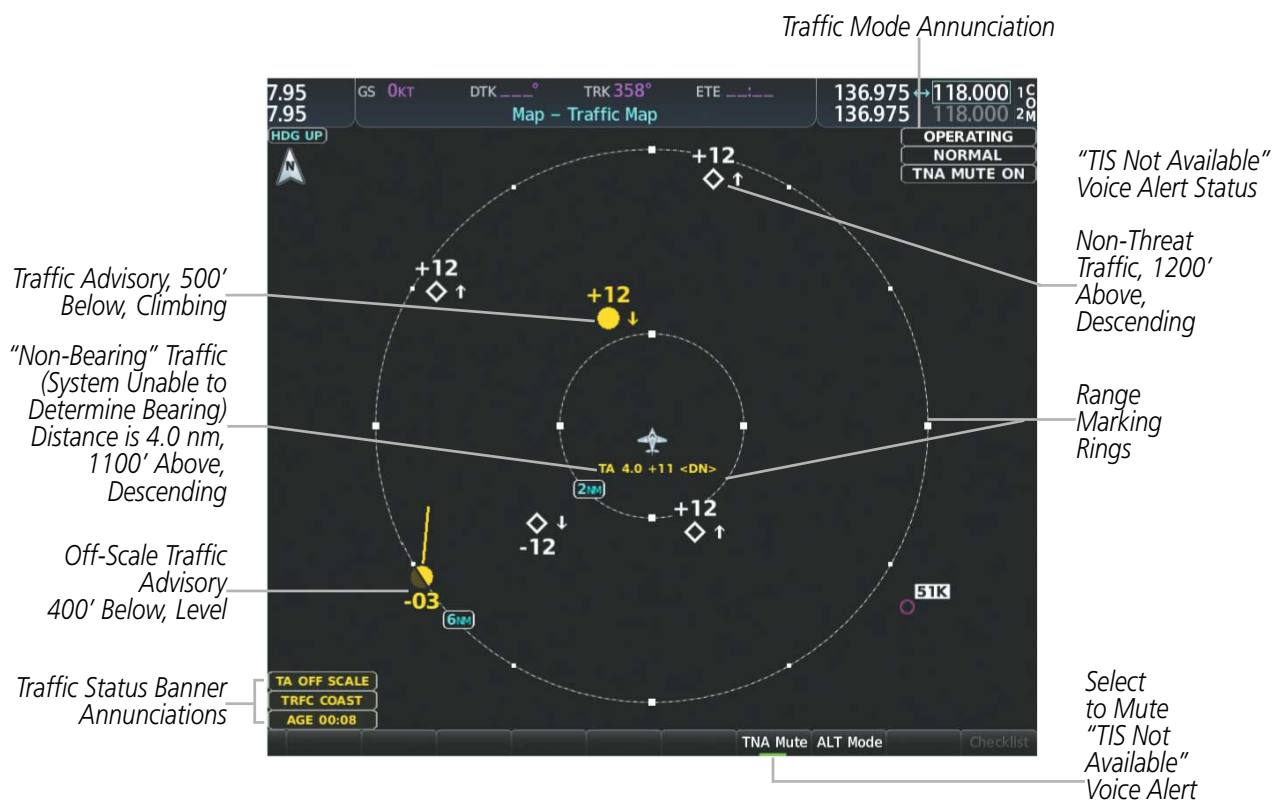 Traffic Mode Annunciation
7.95
7.95
GS 0KT
DTK ___°
TRK 358°
ETE __:__
Map – Traffic Map
136.975 ↔ 118.000 1
136.975 118.000 2
COM
HDG UP
N
OPERATING
NORMAL
TNA MUTE ON
"TIS Not Available"
Voice Alert Status
Non-Threat
Traffic, 1200'
Above,
Descending
Range
Marking
Rings
Traffic Advisory, 500'
Below, Climbing
"Non-Bearing" Traffic
(System Unable to
Determine Bearing)
Distance is 4.0 nm,
1100' Above,
Descending
Off-Scale Traffic
Advisory
400' Below, Level
Traffic Status Banner
Annunciations
+12 ↑
+12 ↑
+12 ↓
TA 4.0 +11 <DN>
2NM
+12 ↑
↓
-12
-03
6NM
51K
TA OFF SCALE
TRFC COAST
AGE 00:08
TNA Mute
ALT Mode
Checklist
Select
to Mute
"TIS Not
Available"
Voice Alert